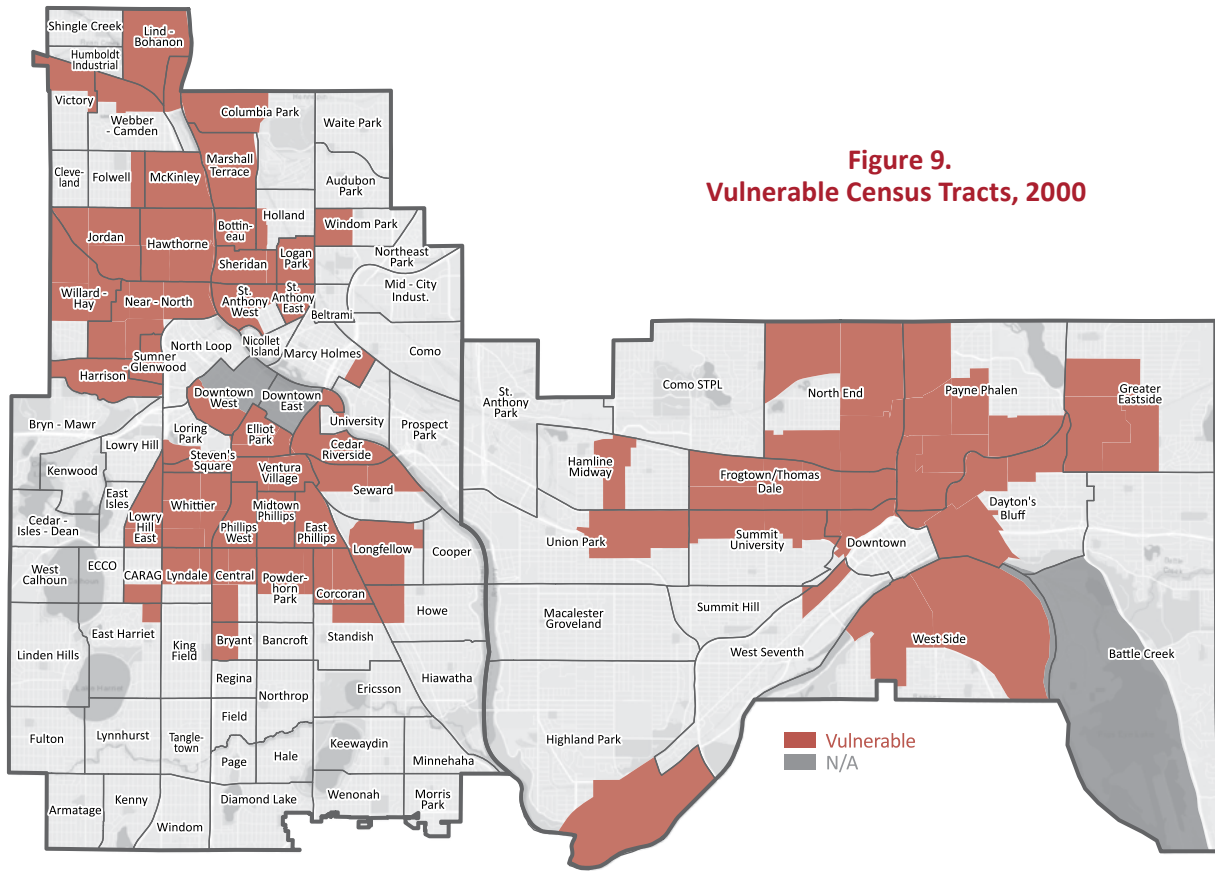 Figure 9.
Vulnerable Census Tracts, 2000
Shingle Creek
Lind -
Bohanon
Humboldt
Industrial
Victory
Webber
- Camden
Columbia Park
Waite Park
Cleve-
land
Folwell
McKinley
Marshall
Terrace
Audubon
Park
Jordan
Hawthorne
Bottin-
eau
Holland
Windom Park
Sheridan
Logan
Park
Northeast
Park
Willard -
Hay
Near - North
St.
Anthony
West
St.
Anthony
East
Mid - City
Indust.
Beltrami
Sumner
- Glenwood
North Loop
Nicollet
Island
Marcy Holmes
Como
Harrison
Downtown
West
Downtown
East
Bryn - Mawr
Lowry Hill
Loring
Park
Elliot
Park
University
Prospect
Park
Cedar
Riverside
Steven's
Square
Ventura
Village
Kenwood
Seward
East
Isles
Whittier
Midtown
Phillips
Cedar -
Isles - Dean
Lowry
Hill
East
Phillips
West
East
Phillips
Longfellow
Cooper
West
Calhoun
ECCO
CARAG
Lyndale
Central
Powder-
horn
Park
Corcoran
Howe
East Harriet
King
Field
Bryant
Bancroft
Standish
Linden Hills
Regina
Northrop
Ericsson
Hiawatha
Field
Fulton
Lynnhurst
Tangle-
town
Page
Hale
Keewaydin
Minnehaha
Armatage
Kenny
Windom
Diamond Lake
Wenonah
Morris
Park
St.
Anthony
Park
Como STPL
North End
Payne Phalen
Greater
Eastside
Hamline
Midway
Frogtown/Thomas
Dale
Dayton's
Bluff
Union Park
Summit
University
Downtown
Macalester
Groveland
Summit Hill
West Seventh
West Side
Battle Creek
Highland Park
Vulnerable
N/A